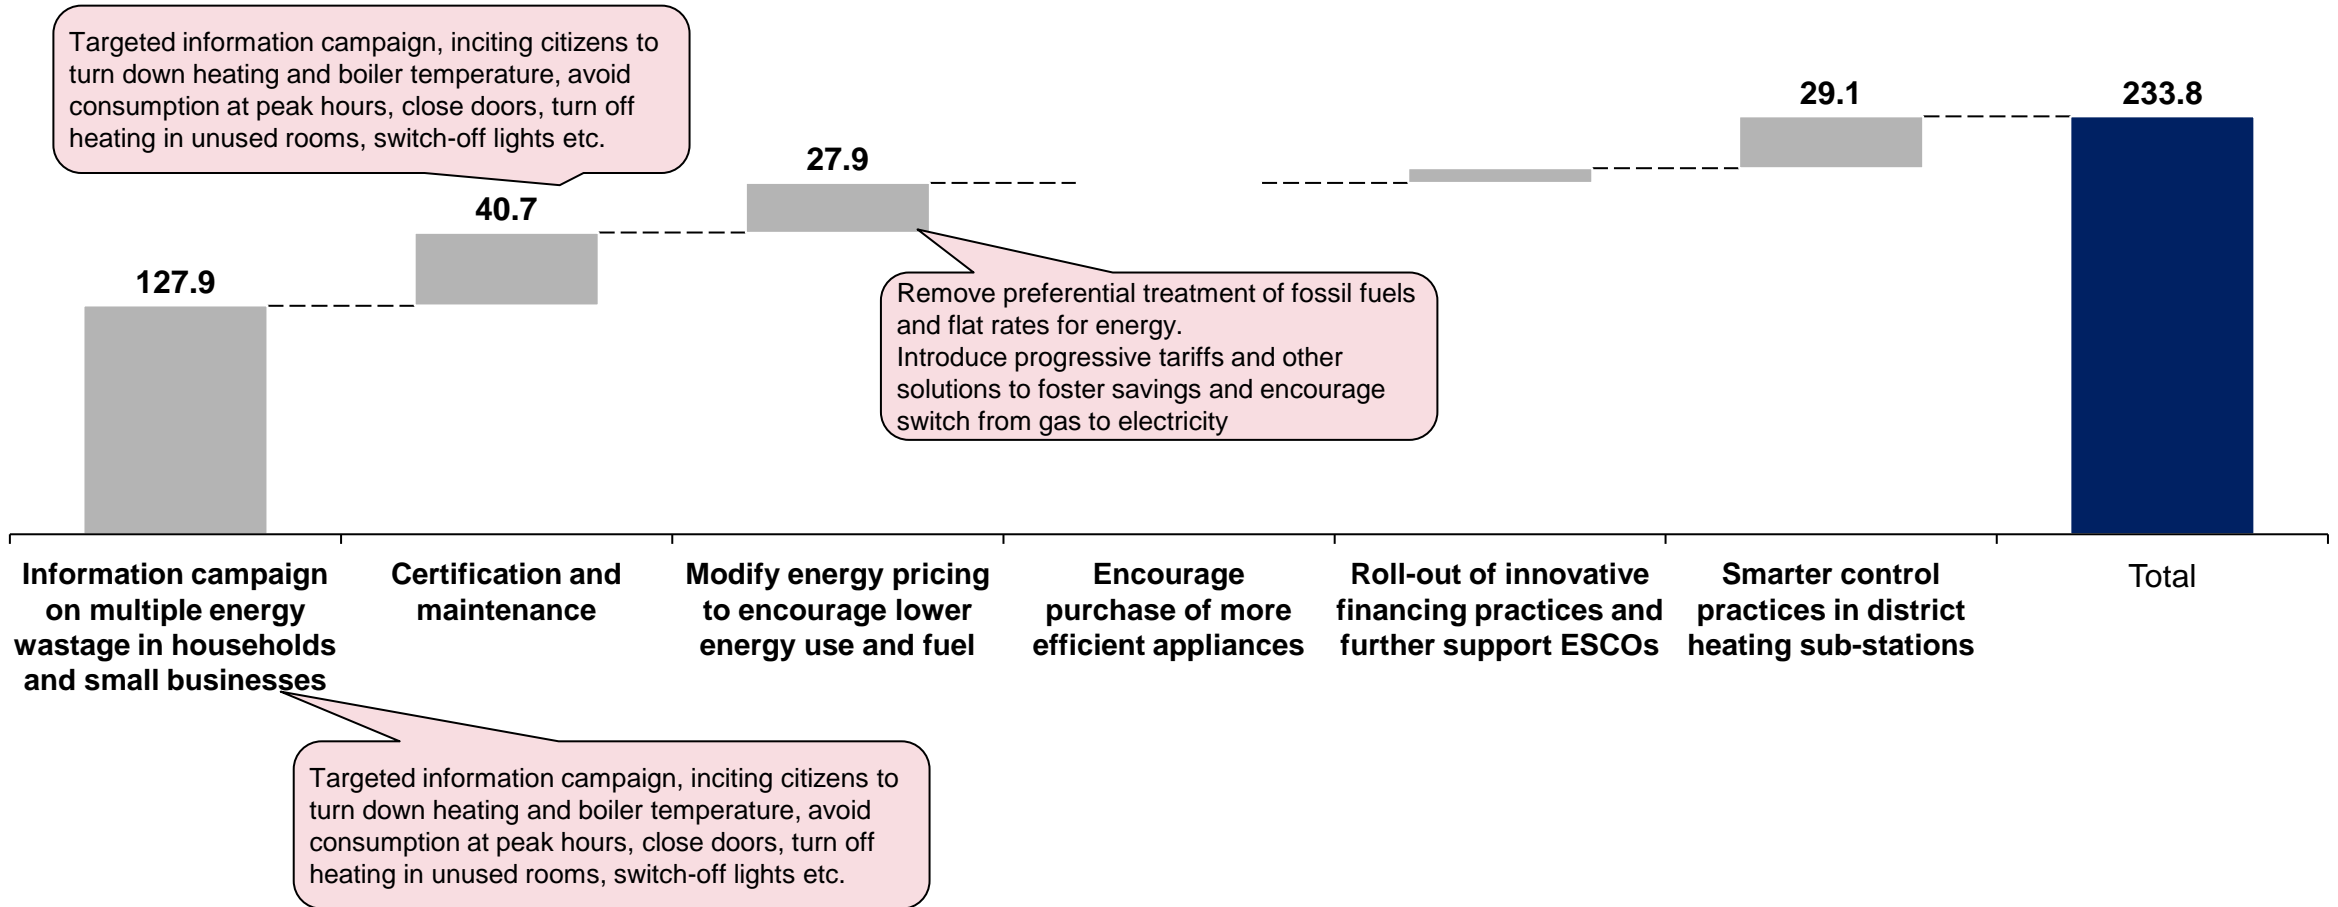 Targeted information campaign, inciting citizens to
turn down heating and boiler temperature, avoid
consumption at peak hours, close doors, turn off
heating in unused rooms, switch-off lights etc.
127.9
40.7
27.9
29.1
233.8
Remove preferential treatment of fossil fuels
and flat rates for energy.
Introduce progressive tariffs and other
solutions to foster savings and encourage
switch from gas to electricity
Information campaign
on multiple energy
wastage in households
and small businesses
Certification and
maintenance
Modify energy pricing
to encourage lower
energy use and fuel
Encourage
purchase of more
efficient appliances
Roll-out of innovative
financing practices and
further support ESCOs
Smarter control
practices in district
heating sub-stations
Total
Targeted information campaign, inciting citizens to
turn down heating and boiler temperature, avoid
consumption at peak hours, close doors, turn off
heating in unused rooms, switch-off lights etc.